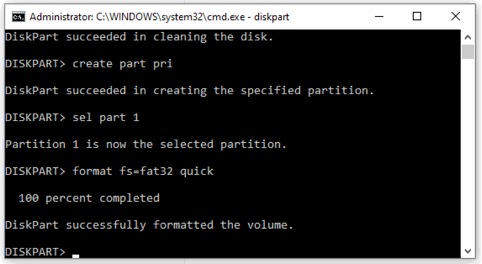 Administrator: C:\WINDOWS\system32\cmd.exe - diskpart
DiskPart succeeded in cleaning the disk.
DISKPART> create part pri
DiskPart succeeded in creating the specified partition.
DISKPART> sel part 1
Partition 1 is now the selected partition.
DISKPART> format fs=fat32 quick
100 percent completed
DiskPart successfully formatted the volume.
DISKPART>